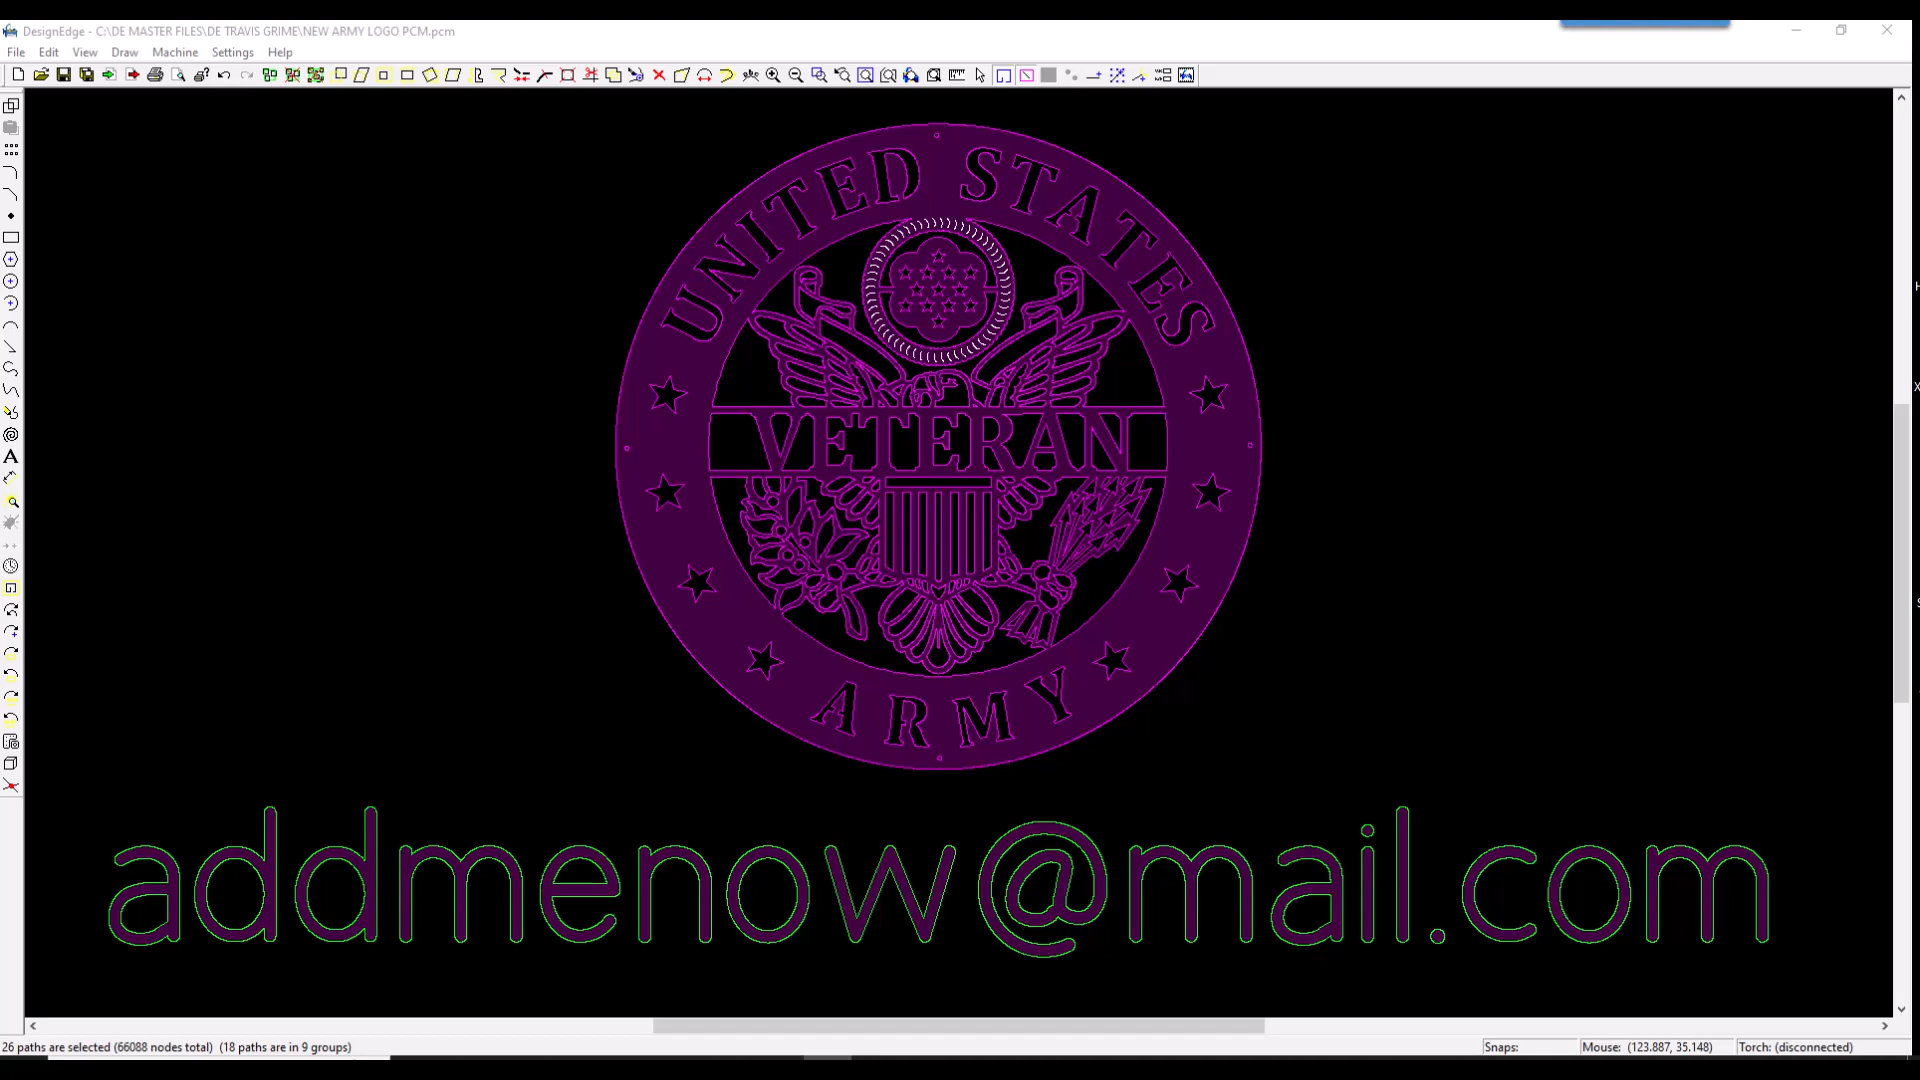 DesignEdge - C:\DE MASTER FILES\DE TRAVIS GRIME\NEW ARMY LOGO PCM.pcm
File Edit View Draw Machine Settings Help
UNITED STATES
VETERAN
ARMY
addmenow@mail.com
26 paths are selected (66088 nodes total) (18 paths are in 9 groups)
Snaps: Mouse: (123.887, 35.148) Torch: (disconnected)